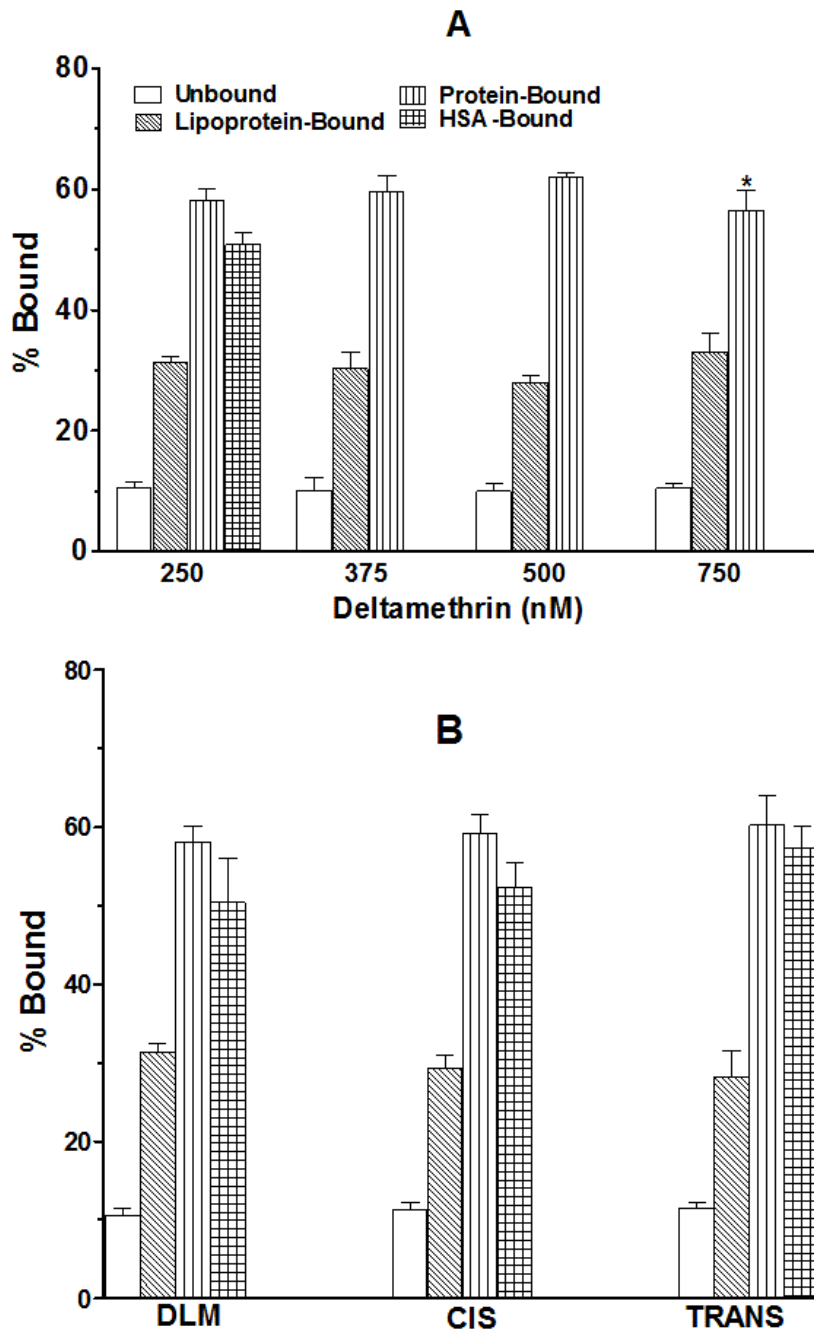 A
80
Unbound
Protein-Bound
Lipoprotein-Bound
HSA-Bound
60
*
40
20
0
% Bound
250
375
500
750
Deltamethrin (nM)
80
B
60
40
20
0
% Bound
DLM
CIS
TRANS